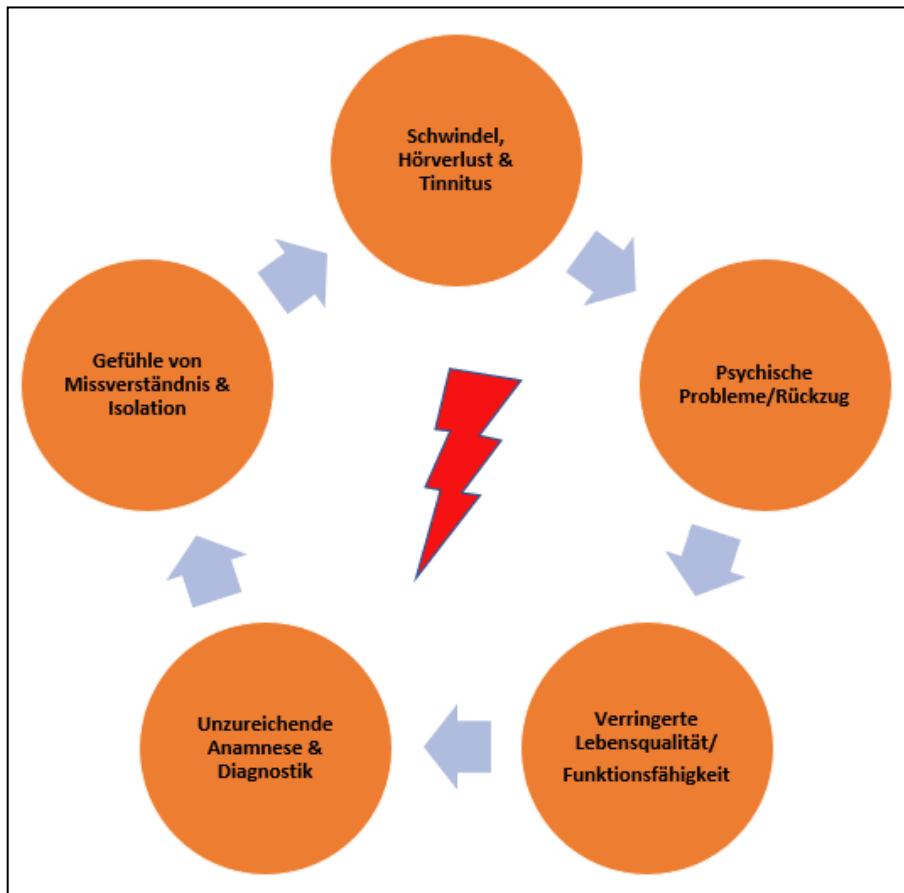 Schwindel,
Hörverlust &
Tinnitus
Psychische
Probleme/Rückzug
Verringerte
Lebensqualität/
Funktionsfähigkeit
Unzureichende
Anamnese &
Diagnostik
Gefühle von
Missverständnis &
Isolation